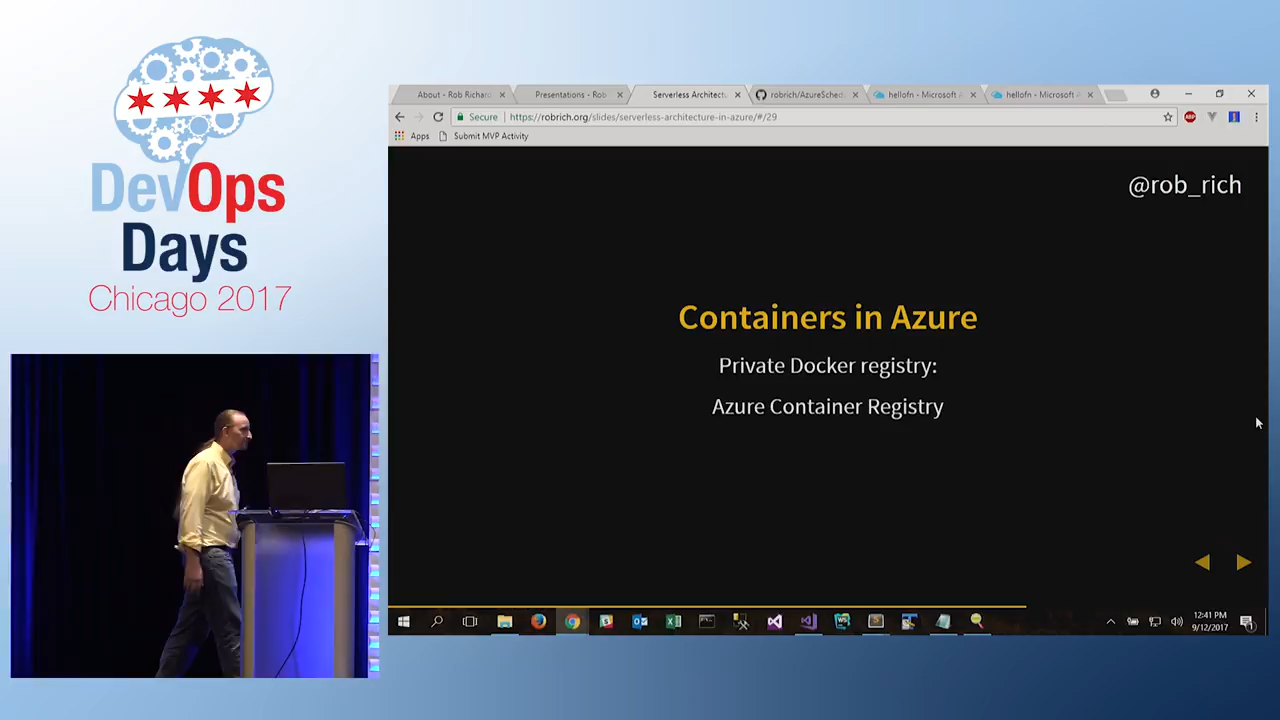 DevOps
Days
Chicago 2017
About - Rob Richard
Presentations - Rob
Serverless Architectu
robrich/AzureSched
hellofn - Microsoft A
hellofn - Microsoft A
Secure
https://robrich.org/slides/serverless-architecture-in-azure/#/29
ABP
Apps
Submit MVP Activity
@rob_rich
Containers in Azure
Private Docker registry:
Azure Container Registry
12:41 PM
9/12/2017